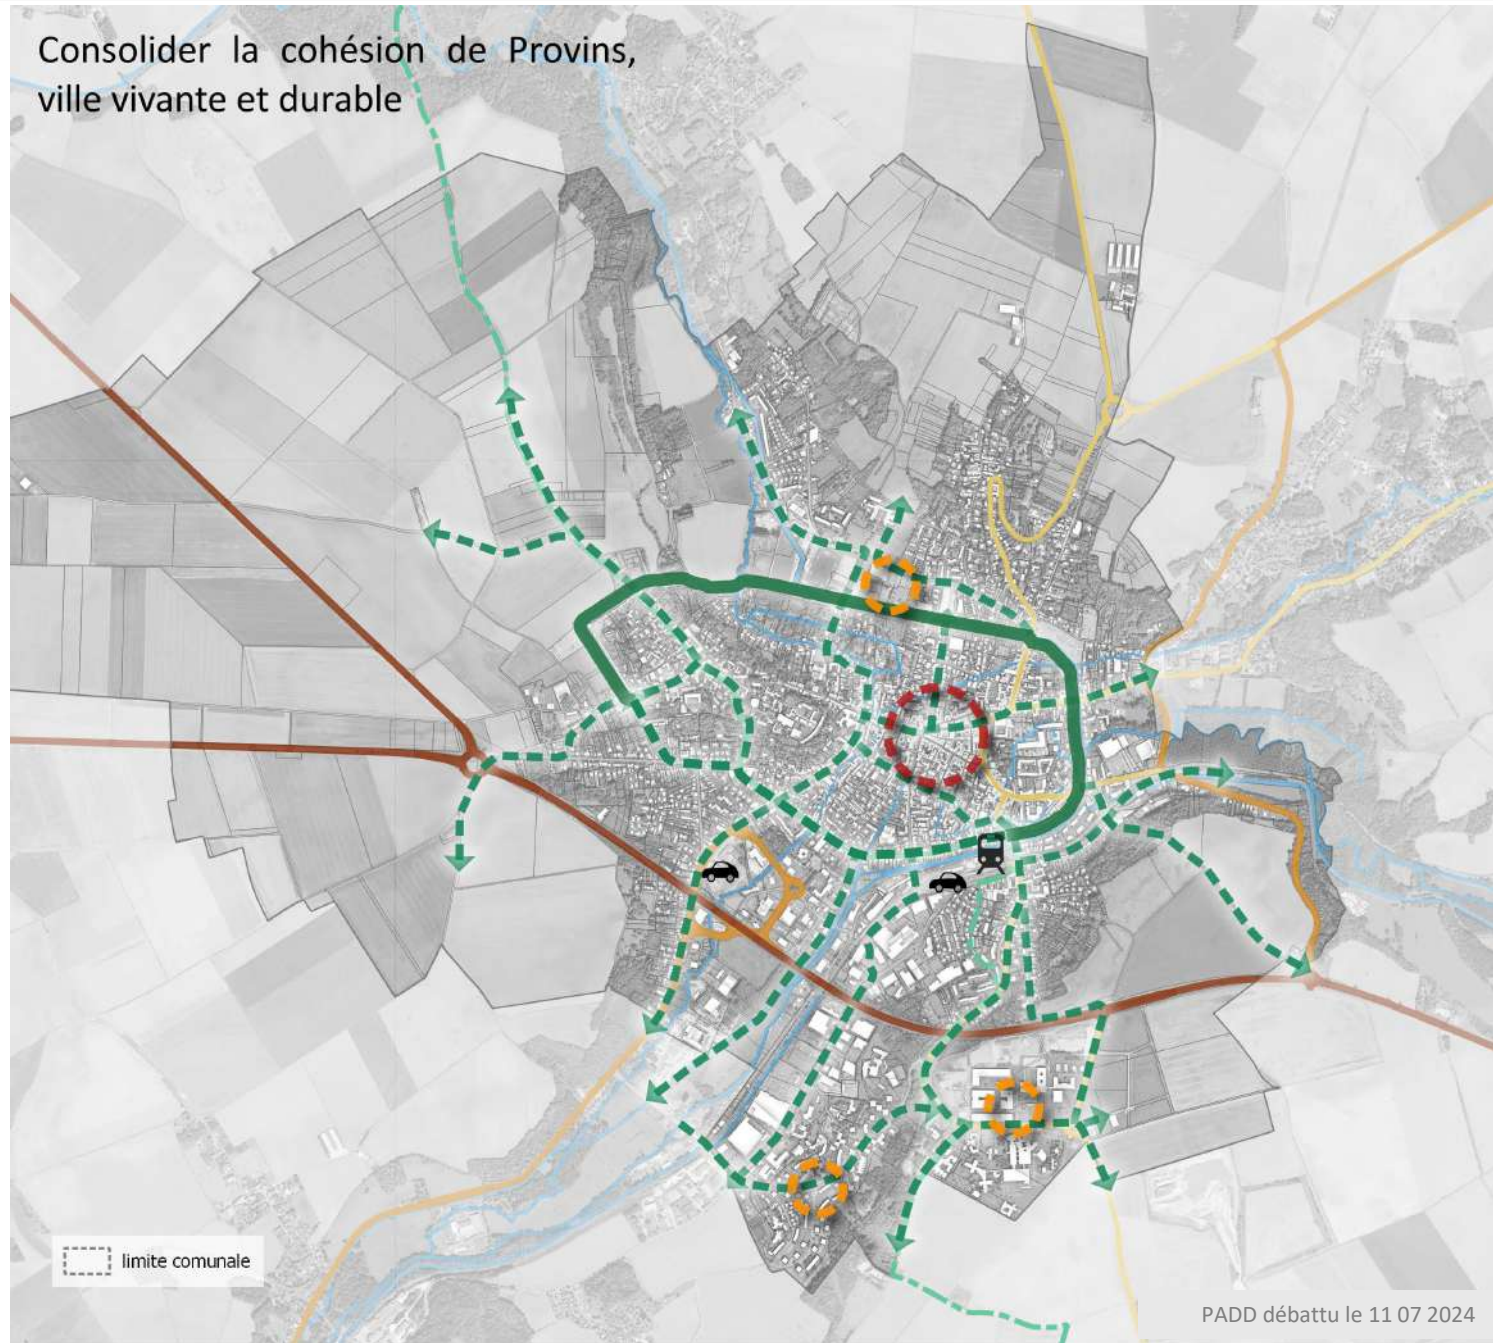 Consolider la cohésion de Provins,
ville vivante et durable
limite comunale
PADD débattu le 11 07 2024